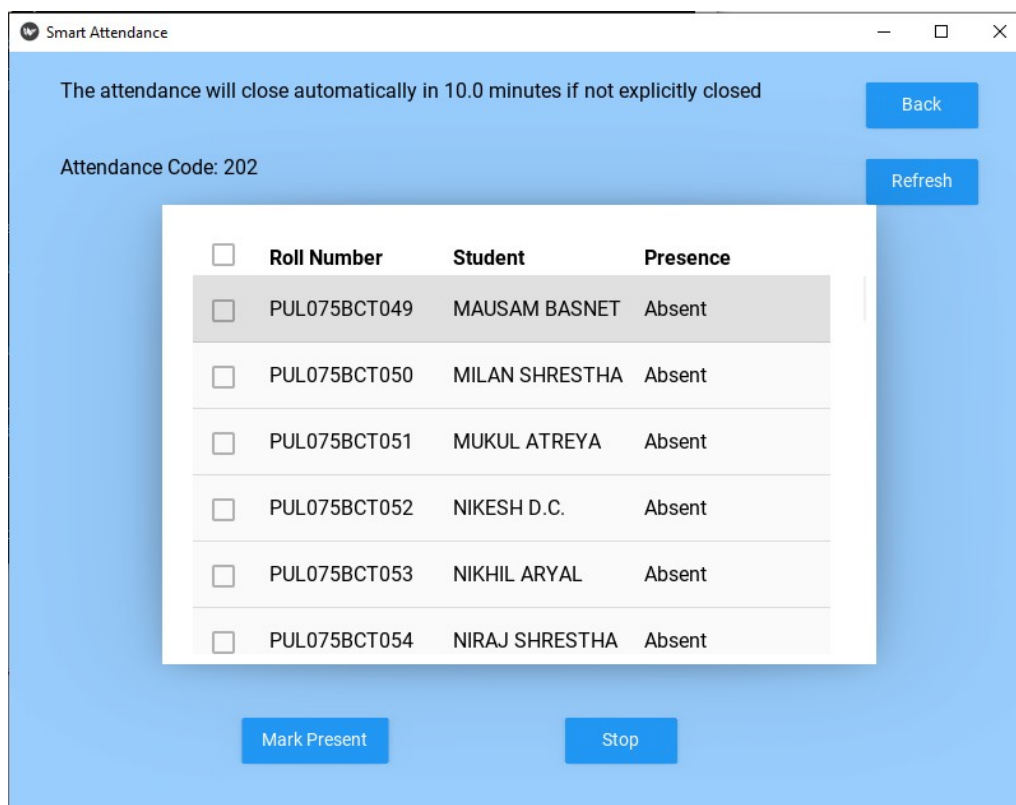 Smart Attendance
The attendance will close automatically in 10.0 minutes if not explicitly closed
Back
Attendance Code: 202
Refresh
Roll Number Student Presence
PUL075BCT049 MAUSAM BASNET Absent
PUL075BCT050 MILAN SHRESTHA Absent
PUL075BCT051 MUKUL ATREYA Absent
PUL075BCT052 NIKESH D.C. Absent
PUL075BCT053 NIKHIL ARYAL Absent
PUL075BCT054 NIRAJ SHRESTHA Absent
Mark Present Stop